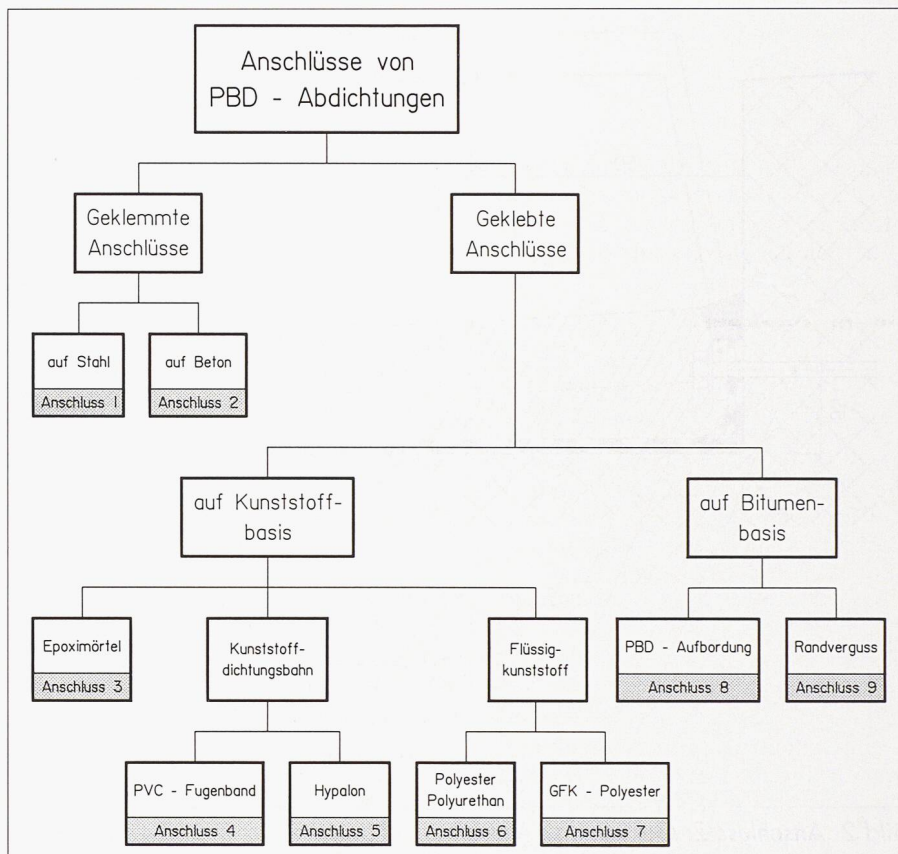 Anschlüsse von
PBD - Abdichtungen
Geklemmte
Anschlüsse
Geklebte
Anschlüsse
auf Stahl
Anschluss 1
auf Beton
Anschluss 2
auf Kunststoff-
basis
auf Bitumen-
basis
Epoximörtel
Anschluss 3
Kunststoff-
dichtungsbahn
Flüssig-
kunststoff
PBD - Aufbordung
Anschluss 8
Randverguss
Anschluss 9
PVC - Fugenband
Anschluss 4
Hypalon
Anschluss 5
Polyester
Polyurethan
Anschluss 6
GFK - Polyester
Anschluss 7